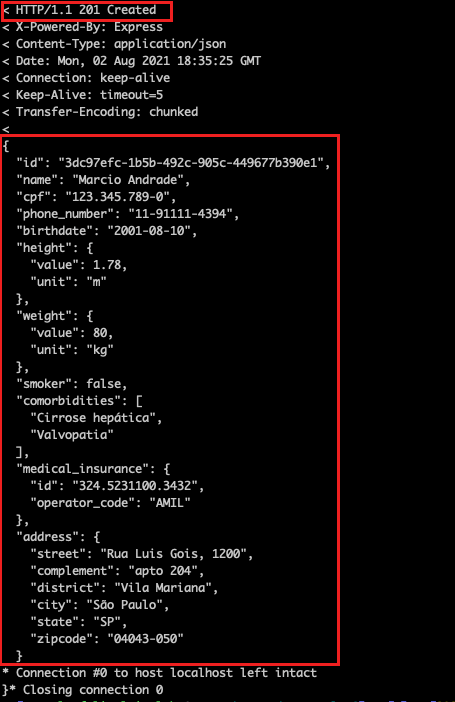 < HTTP/1.1 201 Created
< X-Powered-By: Express
< Content-Type: application/json
< Date: Mon, 02 Aug 2021 18:35:25 GMT
< Connection: keep-alive
< Keep-Alive: timeout=5
< Transfer-Encoding: chunked
<
{
  "id": "3dc97efc-1b5b-492c-905c-449677b390e1",
  "name": "Marcio Andrade",
  "cpf": "123.345.789-0",
  "phone_number": "11-91111-4394",
  "birthdate": "2001-08-10",
  "height": {
    "value": 1.78,
    "unit": "m"
  },
  "weight": {
    "value": 80,
    "unit": "kg"
  },
  "smoker": false,
  "comorbidities": [
    "Cirrose hepática",
    "Valvopatia"
  ],
  "medical_insurance": {
    "id": "324.5231100.3432",
    "operator_code": "AMIL"
  },
  "address": {
    "street": "Rua Luis Gois, 1200",
    "complement": "apto 204",
    "district": "Vila Mariana",
    "city": "São Paulo",
    "state": "SP",
    "zipcode": "04043-050"
  }
* Connection #0 to host localhost left intact
}* Closing connection 0